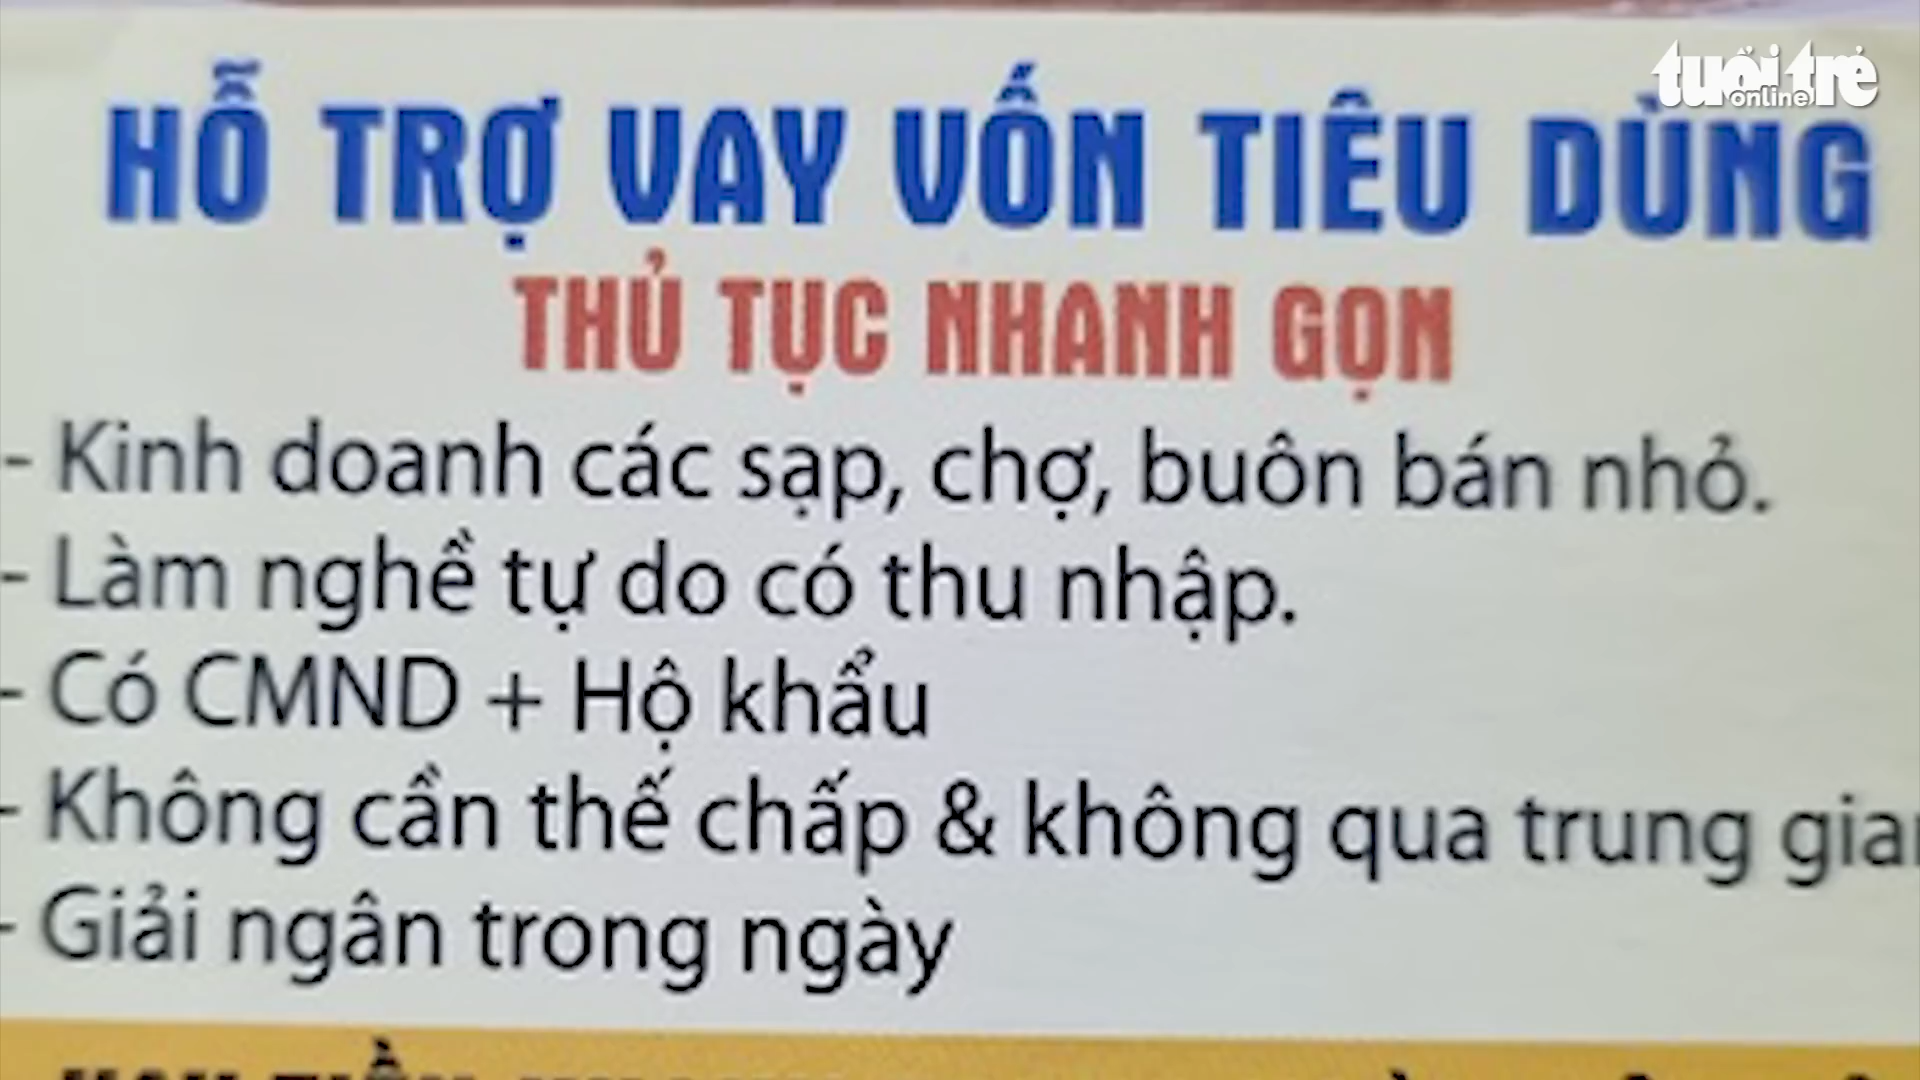 tuổi trẻ
online
HỖ TRỢ VAY VỐN TIÊU DÙNG
THỦ TỤC NHANH GỌN
- Kinh doanh các sạp, chợ, buôn bán nhỏ.
- Làm nghề tự do có thu nhập.
- Có CMND + Hộ khẩu
- Không cần thế chấp & không qua trung gian
- Giải ngân trong ngày